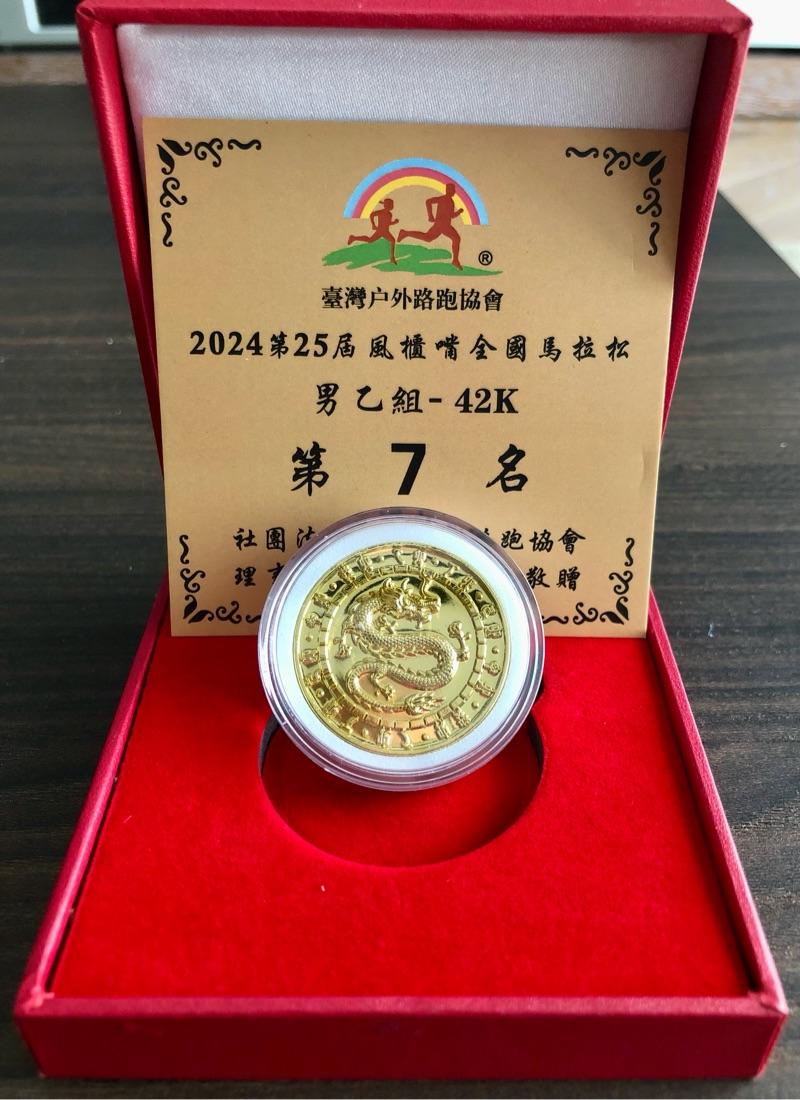 ®
臺灣户外路跑協會
2024第25届風櫃嘴全國馬拉松
男乙組-42K
第 7 名
社團法 跑協會
理 敬贈